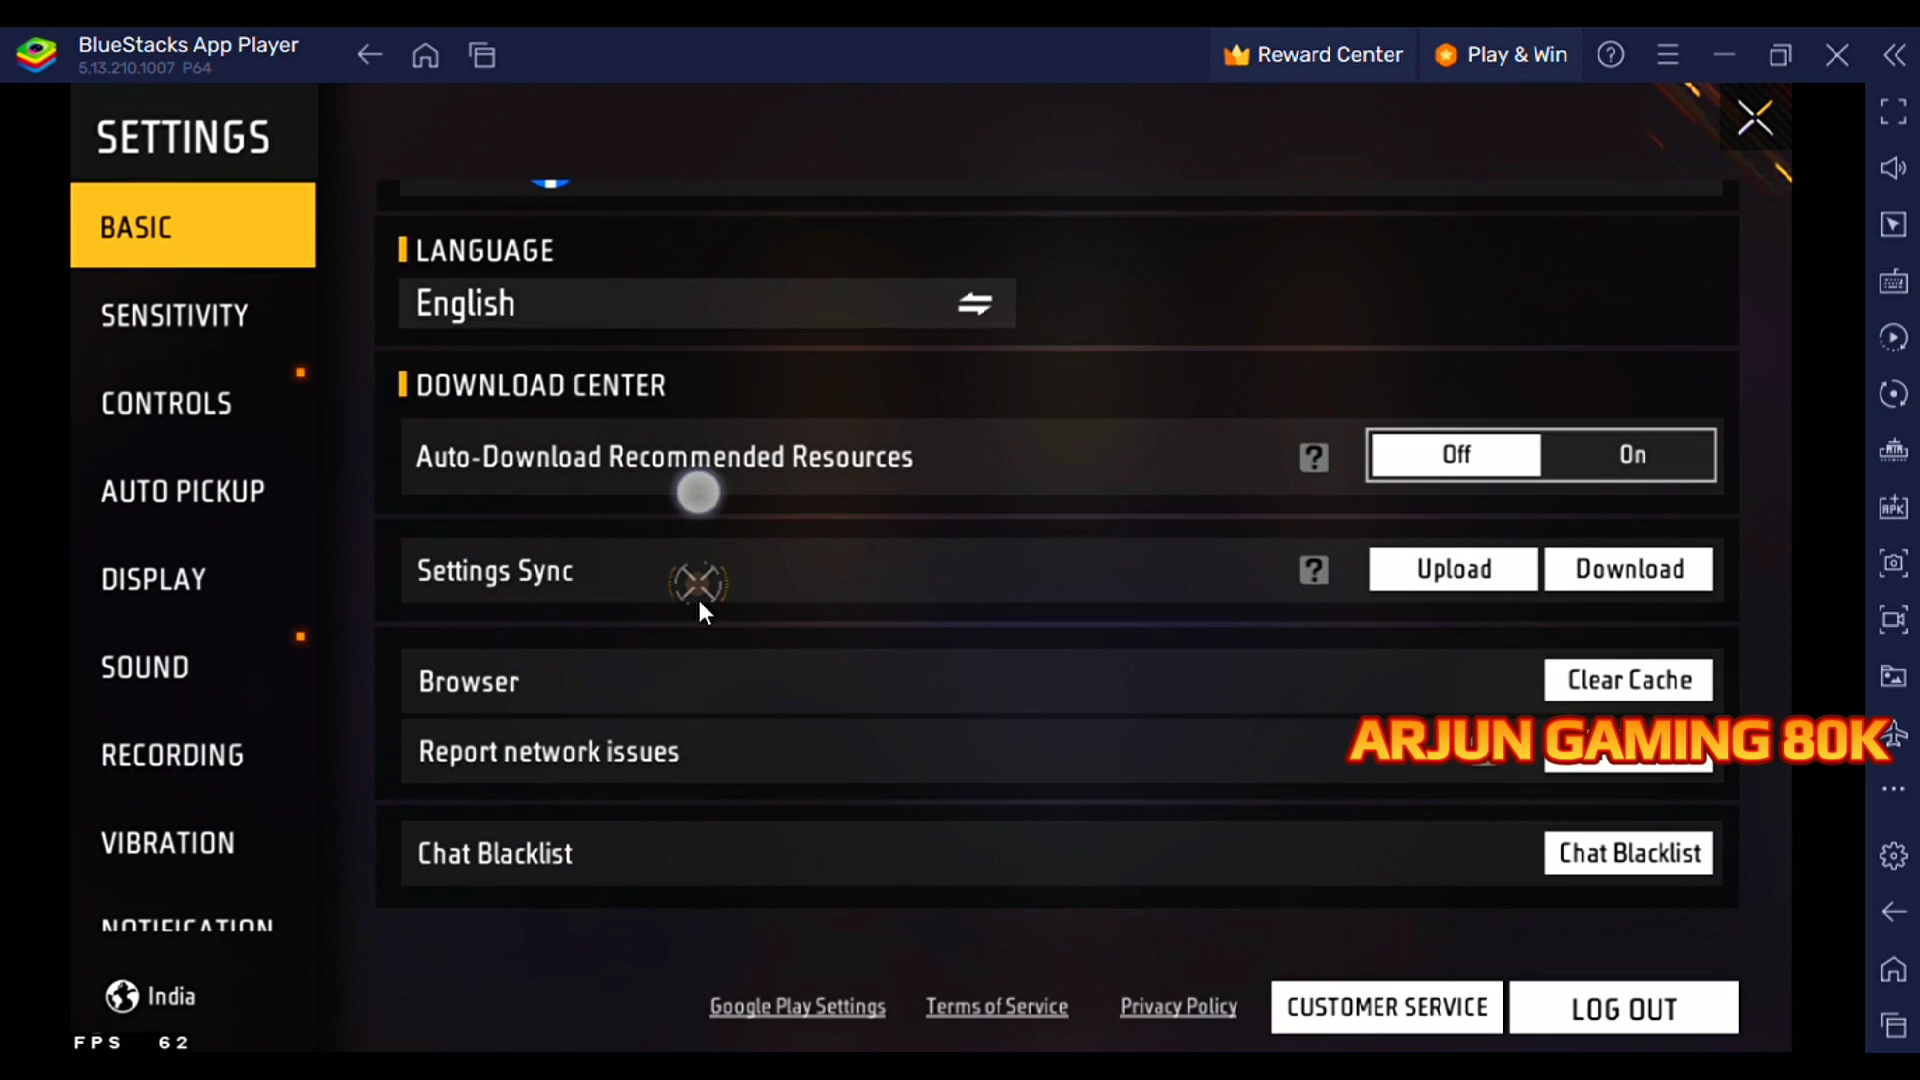 BlueStacks App Player
5.13.210.1007 P64
Reward Center
Play & Win
SETTINGS
BASIC
SENSITIVITY
CONTROLS
AUTO PICKUP
DISPLAY
SOUND
RECORDING
VIBRATION
NOTIFICATION
India
FPS 62
LANGUAGE
English
DOWNLOAD CENTER
Auto-Download Recommended Resources
?
Off
On
Settings Sync
?
Upload
Download
Browser
Clear Cache
Report network issues
ARJUN GAMING 80K
Chat Blacklist
Chat Blacklist
Google Play Settings
Terms of Service
Privacy Policy
CUSTOMER SERVICE
LOG OUT
APK